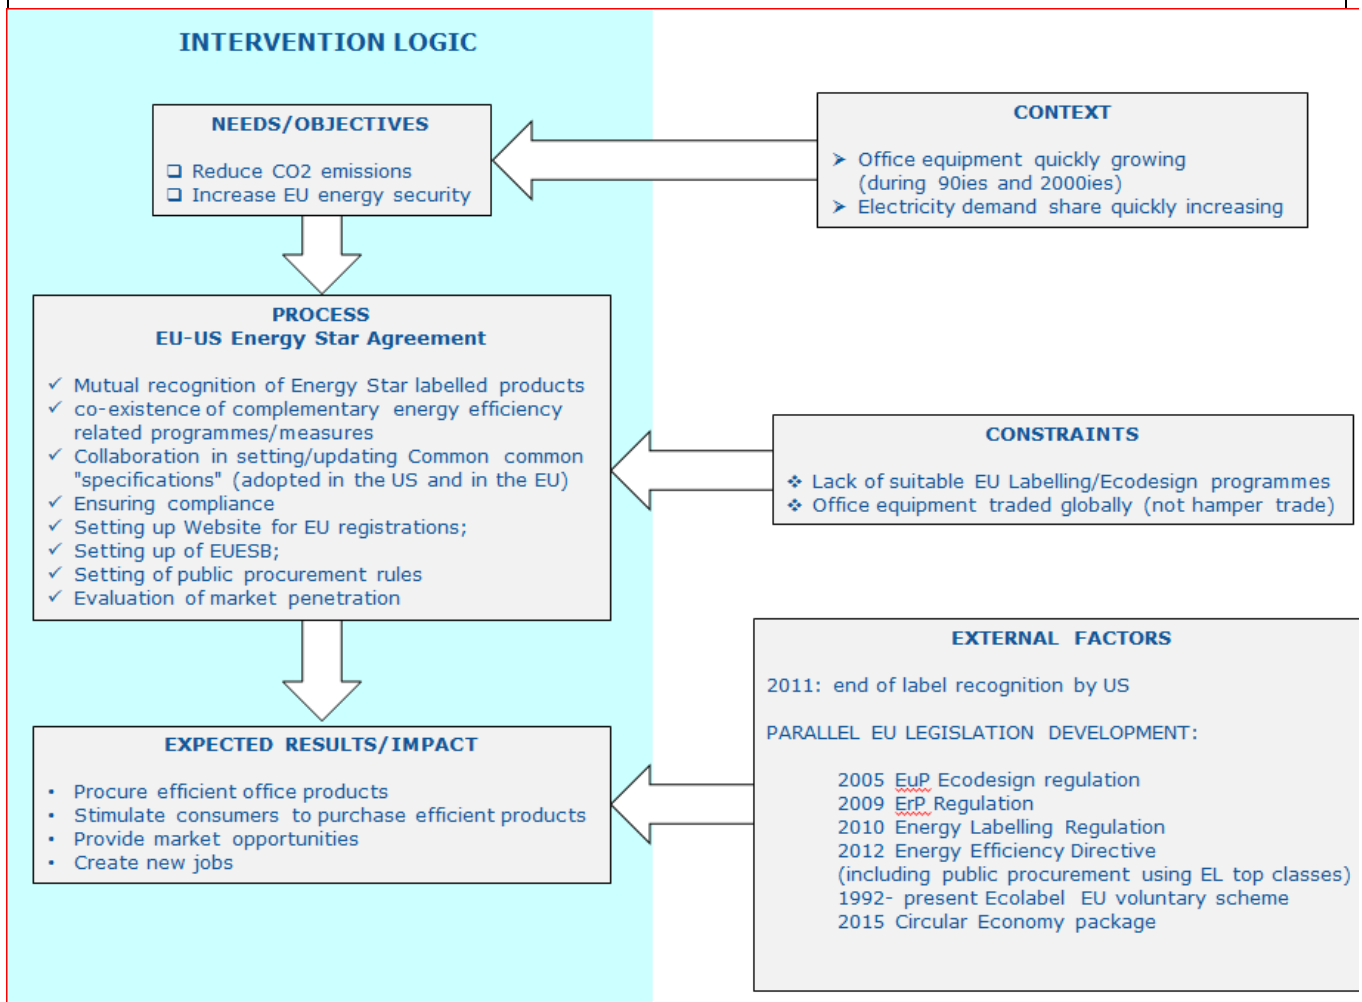 INTERVENTION LOGIC
NEEDS/OBJECTIVES
❑ Reduce CO2 emissions
❑ Increase EU energy security
CONTEXT
➢ Office equipment quickly growing
(during 90ies and 2000ies)
➢ Electricity demand share quickly increasing
PROCESS
EU-US Energy Star Agreement
✓ Mutual recognition of Energy Star labelled products
✓ co-existence of complementary energy efficiency
related programmes/measures
✓ Collaboration in setting/updating Common common
"specifications" (adopted in the US and in the EU)
✓ Ensuring compliance
✓ Setting up Website for EU registrations;
✓ Setting up of EUESB;
✓ Setting of public procurement rules
✓ Evaluation of market penetration
CONSTRAINTS
❖ Lack of suitable EU Labelling/Ecodesign programmes
❖ Office equipment traded globally (not hamper trade)
EXPECTED RESULTS/IMPACT
• Procure efficient office products
• Stimulate consumers to purchase efficient products
• Provide market opportunities
• Create new jobs
EXTERNAL FACTORS
2011: end of label recognition by US
PARALLEL EU LEGISLATION DEVELOPMENT:
2005 EuP Ecodesign regulation
2009 ErP Regulation
2010 Energy Labelling Regulation
2012 Energy Efficiency Directive
(including public procurement using EL top classes)
1992- present Ecolabel EU voluntary scheme
2015 Circular Economy package